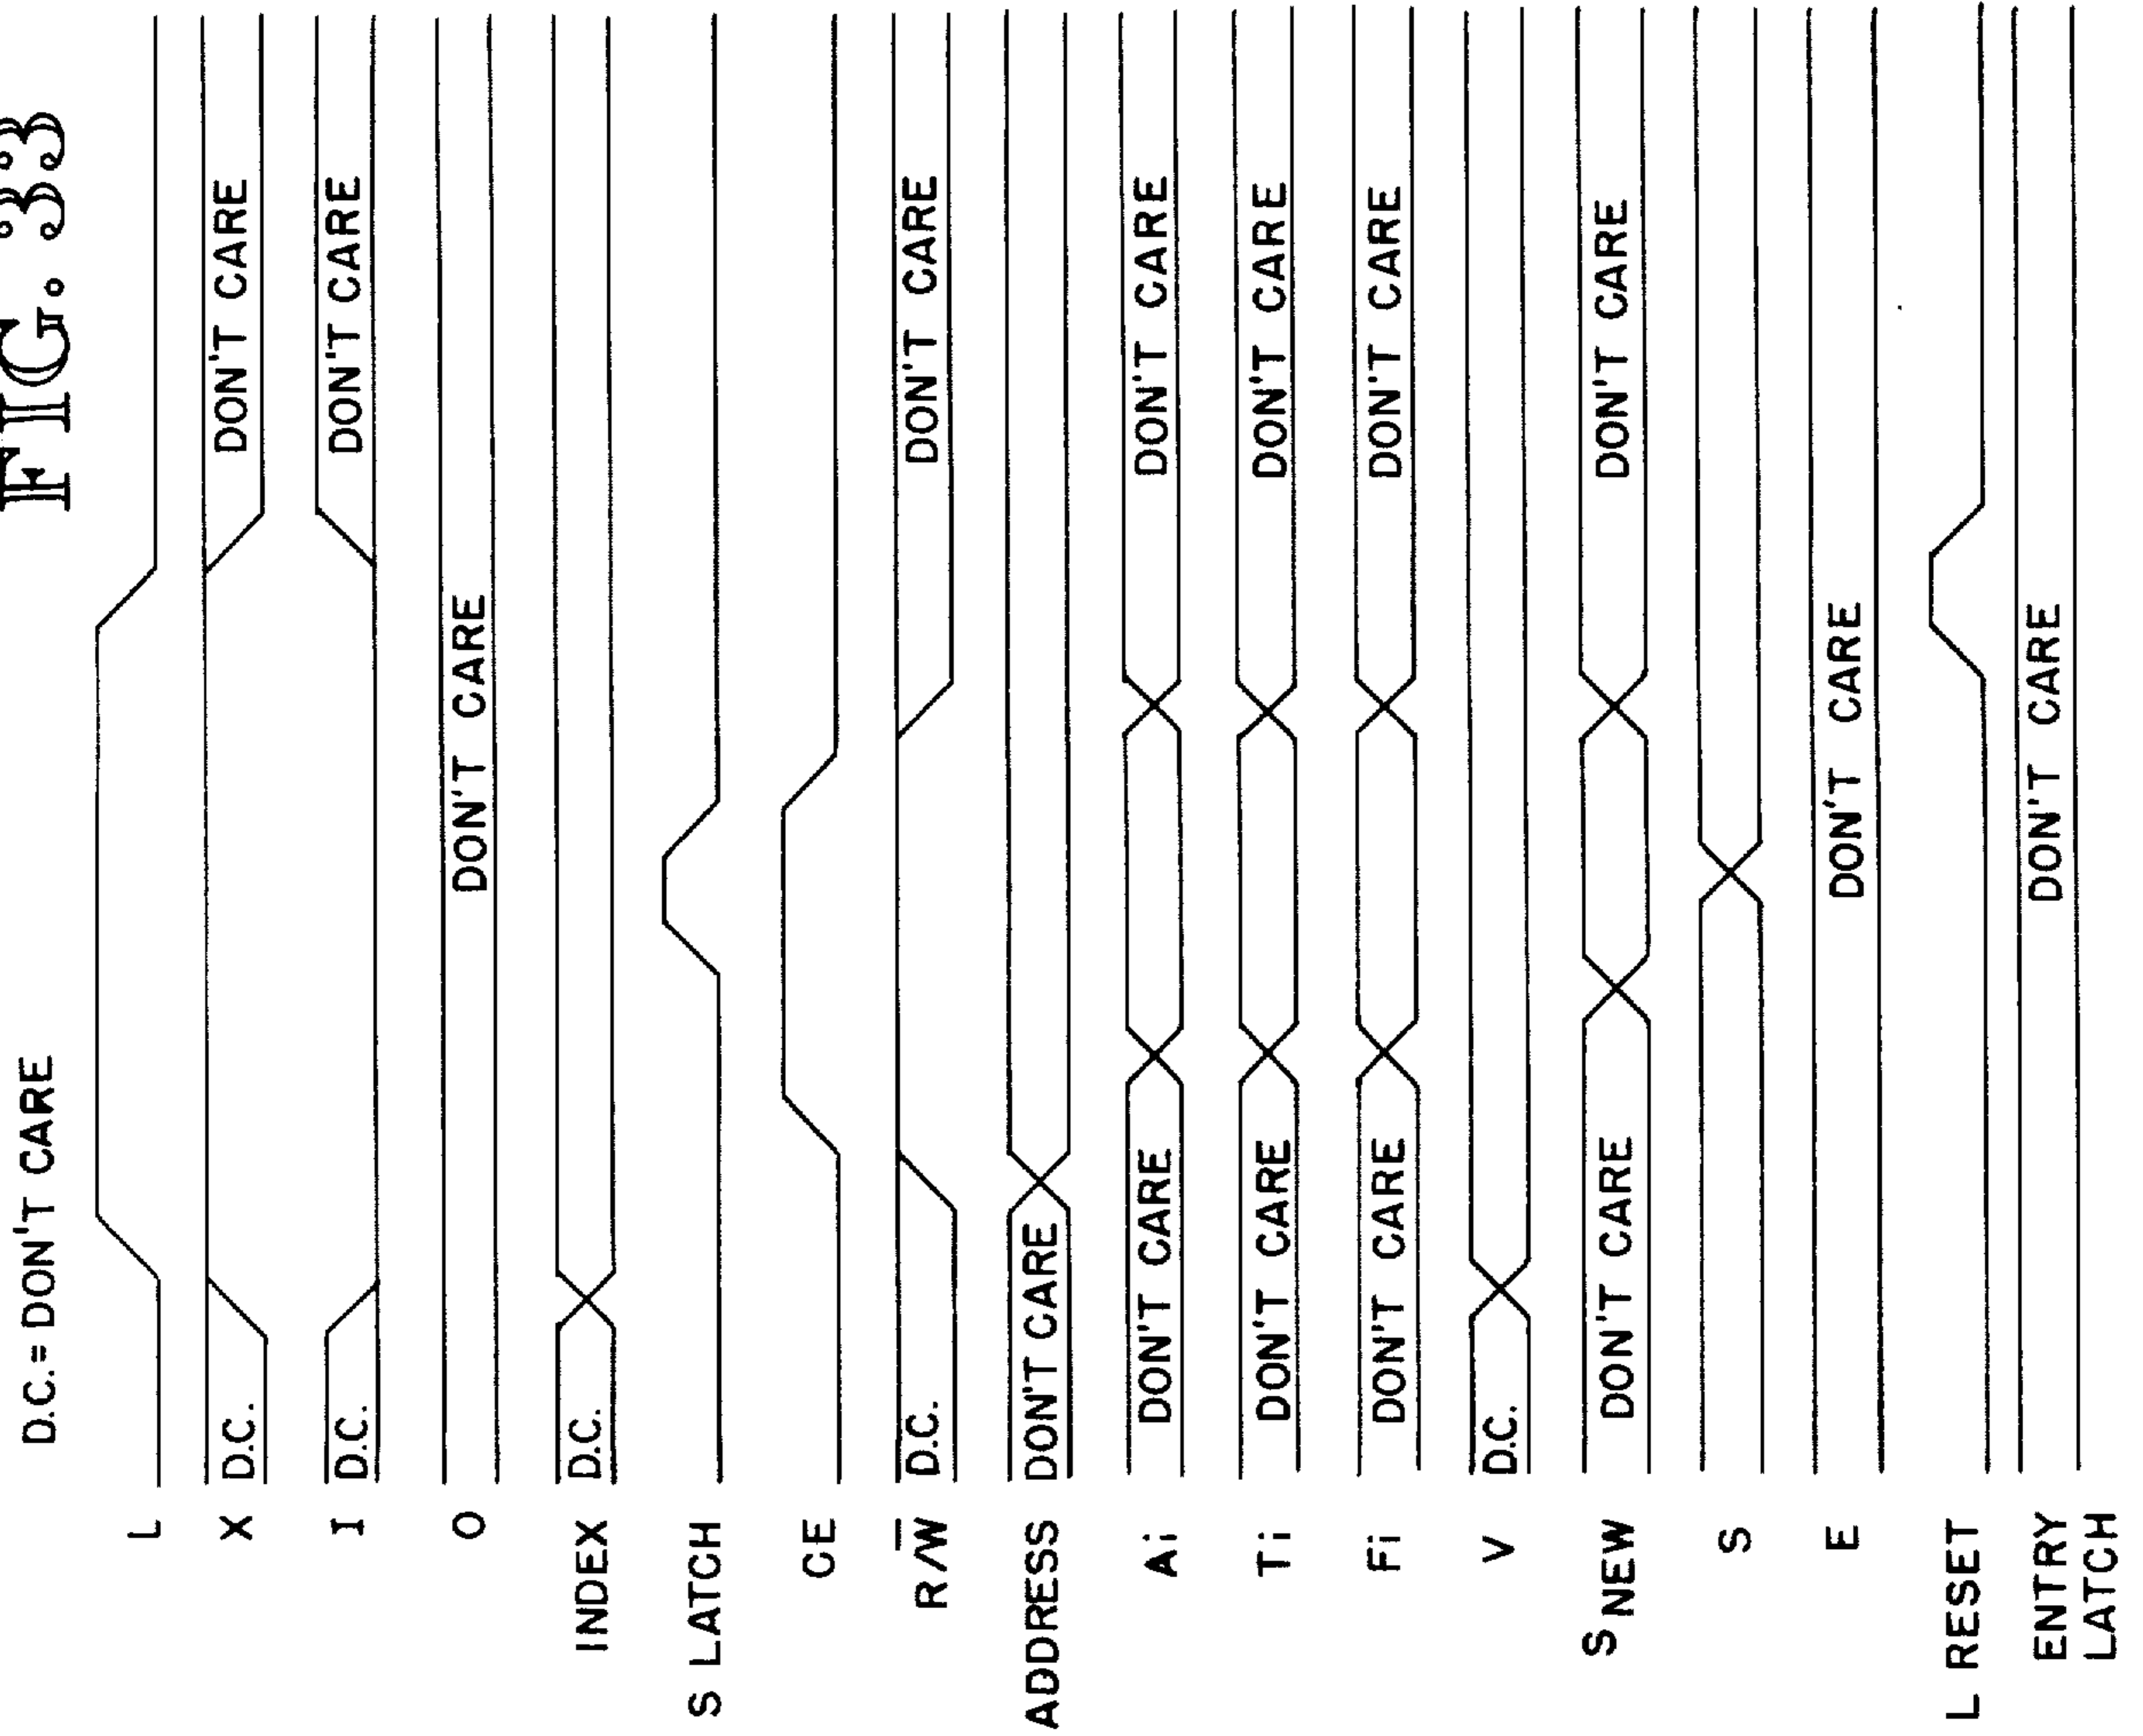 FIG. 33
D.C.= DON'T CARE
L
X D.C. DON'T CARE
I D.C. DON'T CARE
O DON'T CARE
INDEX D.C.
S LATCH
CE
R/W̅ D.C. DON'T CARE
ADDRESS DON'T CARE
Ai DON'T CARE DON'T CARE
Ti DON'T CARE DON'T CARE
Fi DON'T CARE DON'T CARE
V D.C.
S NEW DON'T CARE DON'T CARE
S
E DON'T CARE
L RESET
ENTRY DON'T CARE
LATCH